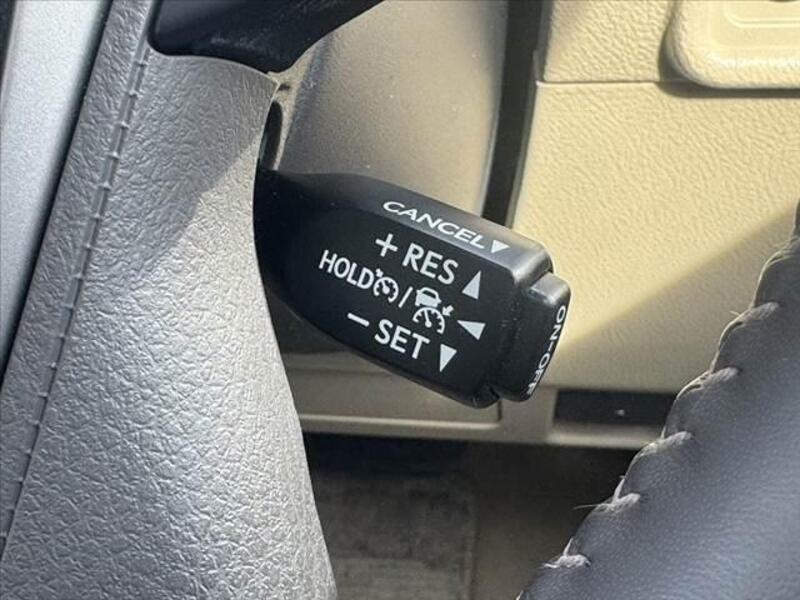 CANCEL
+ RES
HOLD /
- SET
ON-OFF